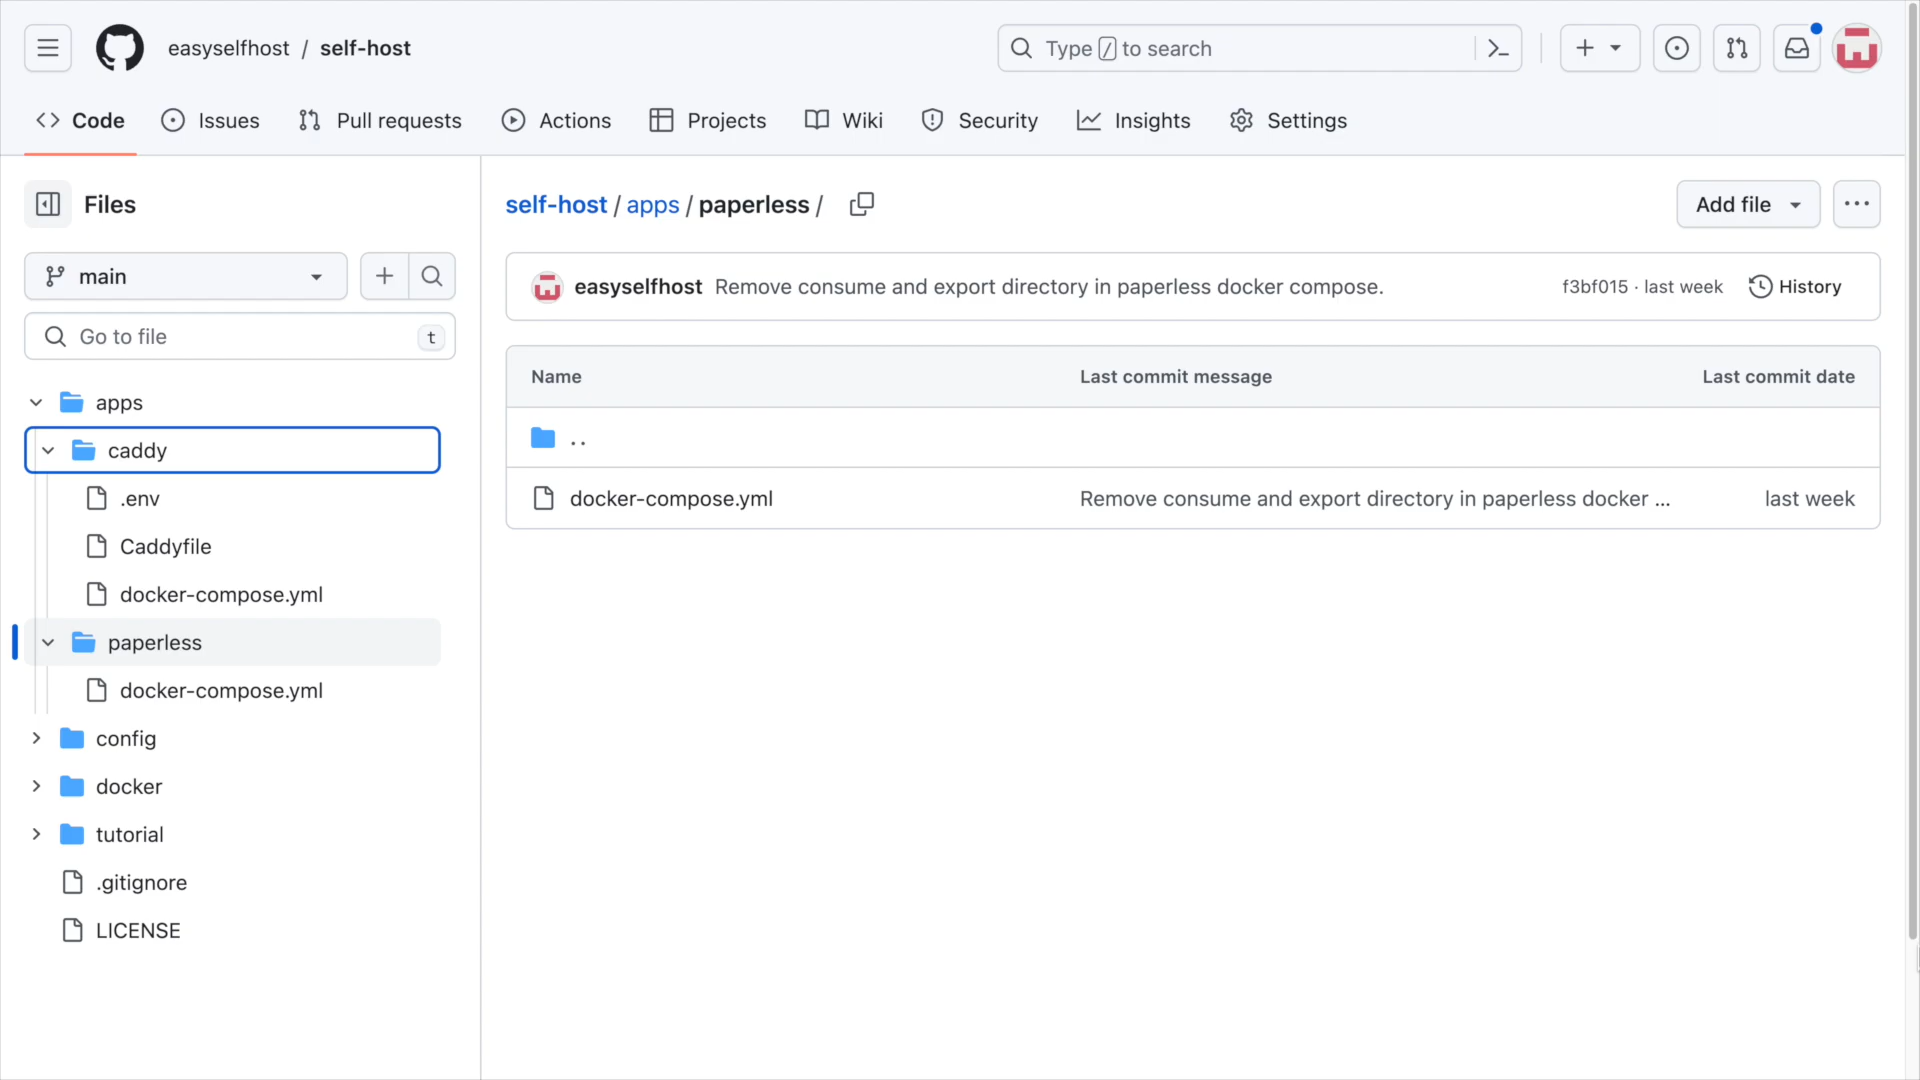 easyselfhost / self-host
Type / to search
Code
Issues
Pull requests
Actions
Projects
Wiki
Security
Insights
Settings
Files
main
Go to file
t
apps
caddy
.env
Caddyfile
docker-compose.yml
paperless
docker-compose.yml
config
docker
tutorial
.gitignore
LICENSE
self-host / apps / paperless /
Add file
easyselfhost Remove consume and export directory in paperless docker compose.
f3bf015 · last week
History
Name Last commit message Last commit date
..
docker-compose.yml Remove consume and export directory in paperless docker ... last week